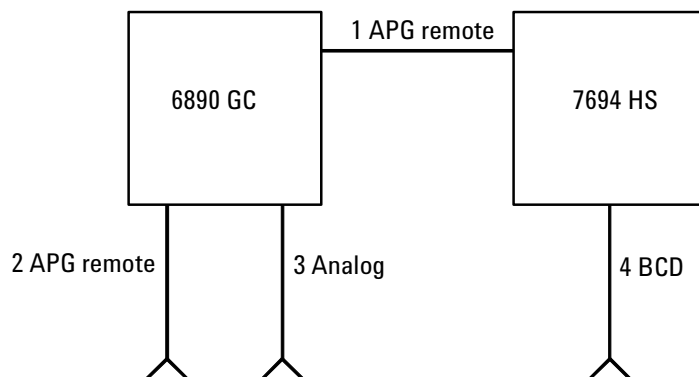 1 APG remote
6890 GC
7694 HS
2 APG remote
3 Analog
4 BCD